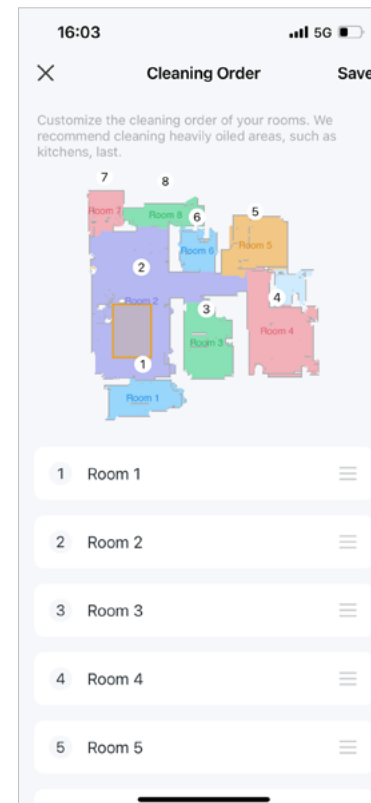 16:03
5G
Cleaning Order
Save
Customize the cleaning order of your rooms. We
recommend cleaning heavily oiled areas, such as
kitchens, last.
7
8
Room 7
Room 8
6
5
Room 6
Room 5
2
Room 2
3
4
Room 3
Room 4
1
Room 1
1 Room 1
2 Room 2
3 Room 3
4 Room 4
5 Room 5